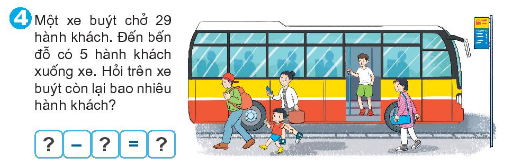 4 Một xe buýt chở 29
hành khách. Đến bến
đỗ có 5 hành khách
xuống xe. Hỏi trên xe
buýt còn lại bao nhiêu
hành khách?
? – ? = ?